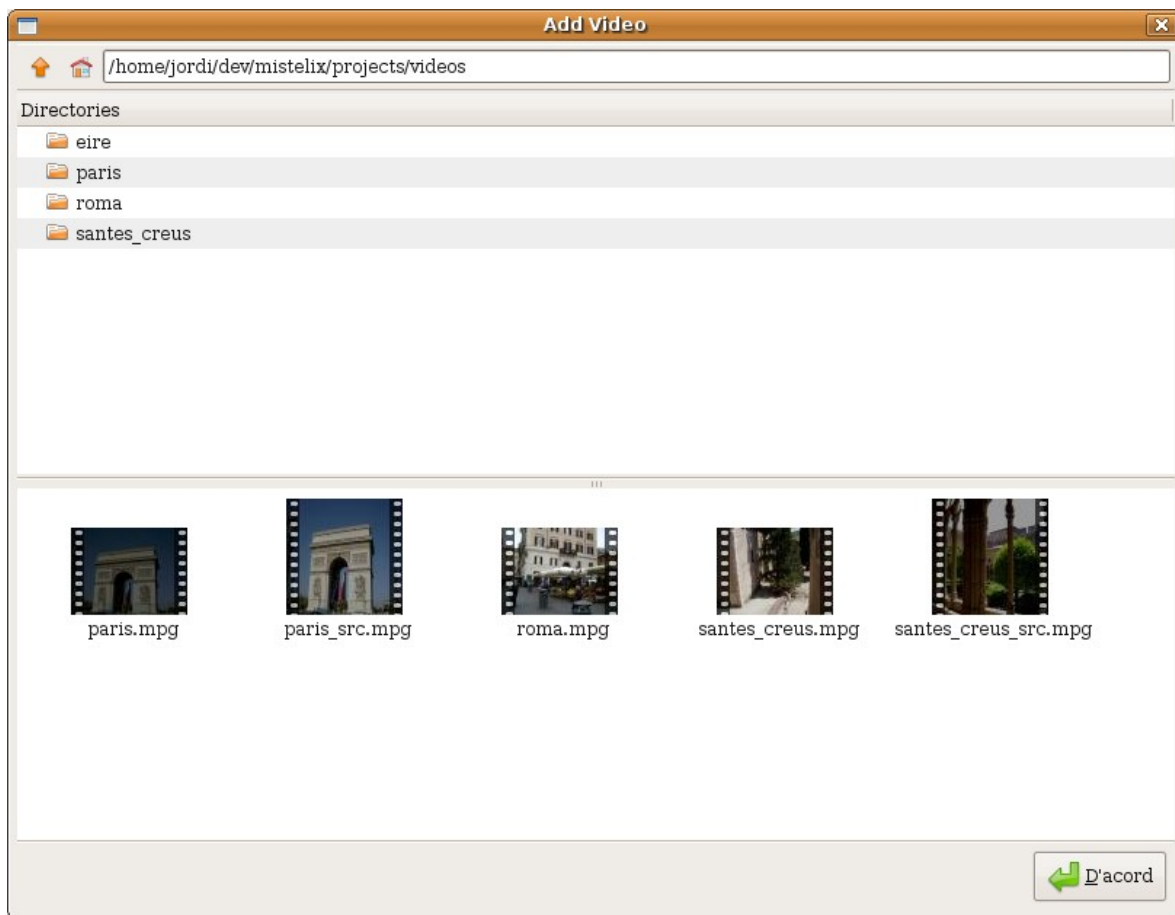 Add Video
/home/jordi/dev/mistelix/projects/videos
Directories
eire
paris
roma
santes_creus
paris.mpg
paris_src.mpg
roma.mpg
santes_creus.mpg
santes_creus_src.mpg
D'acord